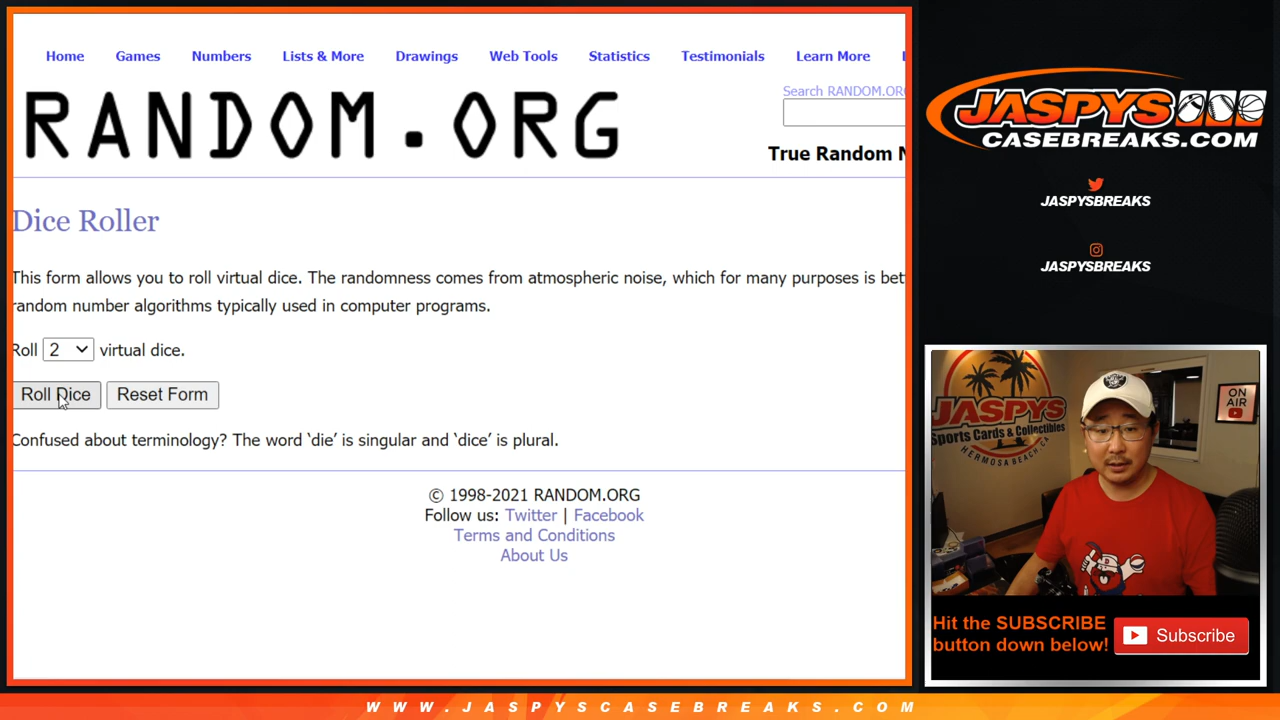 Home Games Numbers Lists & More Drawings Web Tools Statistics Testimonials Learn More
RANDOM.ORG
Search RANDOM.ORG
True Random N
Dice Roller
This form allows you to roll virtual dice. The randomness comes from atmospheric noise, which for many purposes is bet
random number algorithms typically used in computer programs.
Roll 2 virtual dice.
Roll Dice Reset Form
Confused about terminology? The word ‘die’ is singular and ‘dice’ is plural.
© 1998-2021 RANDOM.ORG
Follow us: Twitter | Facebook
Terms and Conditions
About Us
JASPYS
CASEBREAKS.COM
JASPYSBREAKS
JASPYSBREAKS
JASPYS
Sports Cards & Collectibles
HERMOSA BEACH, CA
ON
AIR
Hit the SUBSCRIBE
button down below!
Subscribe
WWW.JASPYSCASEBREAKS.COM